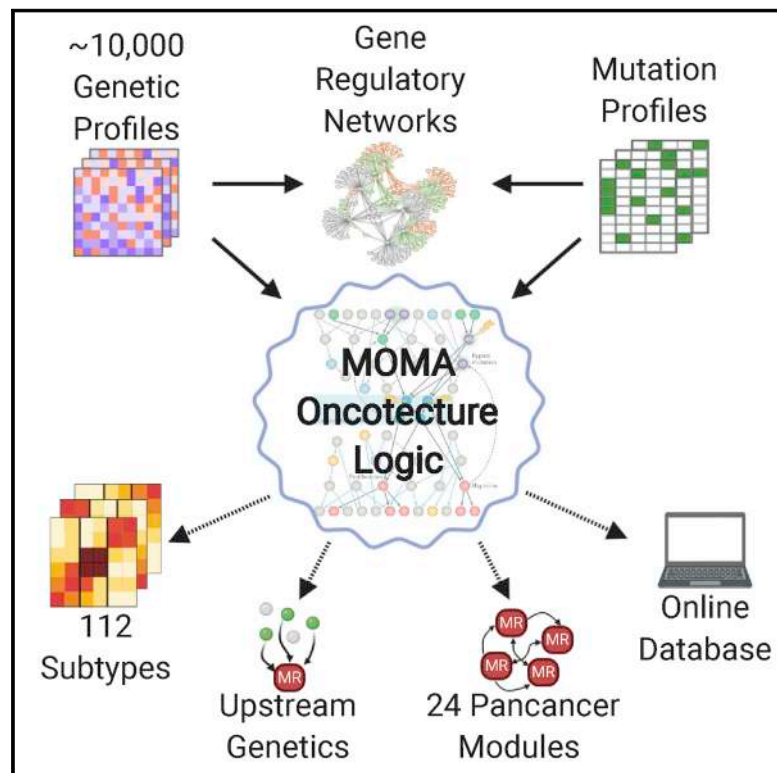 ~10,000
Genetic
Profiles
Gene
Regulatory
Networks
Mutation
Profiles
MOMA
Oncotecture
Logic
112
Subtypes
MR
Upstream
Genetics
MR
MR
MR
MR
24 Pancancer
Modules
Online
Database